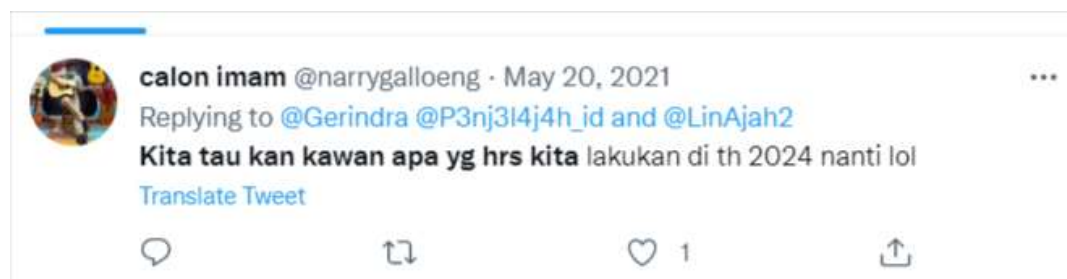 calon imam @narrygalloeng · May 20, 2021
Replying to @Gerindra @P3nj3l4j4h_id and @LinAjah2
Kita tau kan kawan apa yg hrs kita lakukan di th 2024 nanti lol
Translate Tweet
1